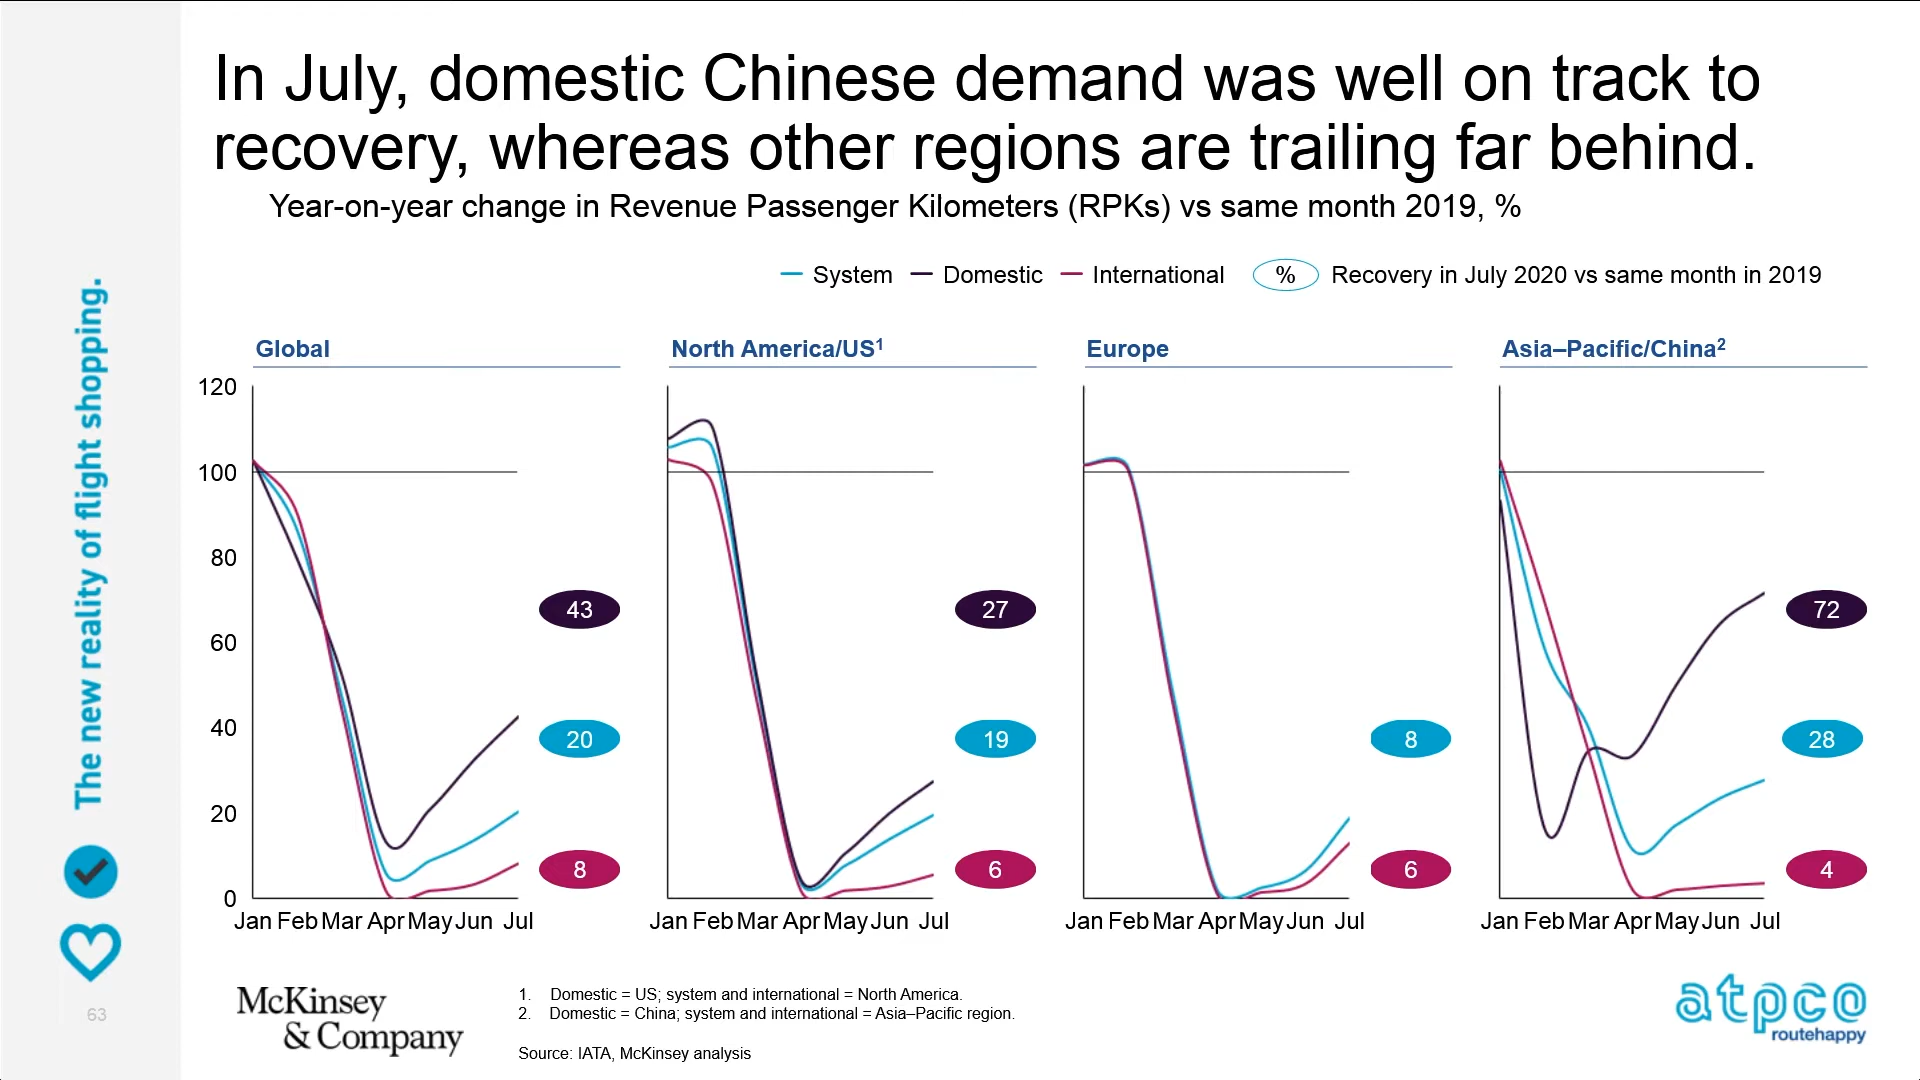 In July, domestic Chinese demand was well on track to
recovery, whereas other regions are trailing far behind.
Year-on-year change in Revenue Passenger Kilometers (RPKs) vs same month 2019, %
System Domestic International % Recovery in July 2020 vs same month in 2019
The new reality of flight shopping.
Global
120
100
80
60
40
20
0
43
20
8
Jan Feb Mar Apr May Jun Jul
North America/US¹
27
19
6
Jan Feb Mar Apr May Jun Jul
Europe
8
6
Jan Feb Mar Apr May Jun Jul
Asia–Pacific/China²
72
28
4
Jan Feb Mar Apr May Jun Jul
63
McKinsey
& Company
1. Domestic = US; system and international = North America.
2. Domestic = China; system and international = Asia–Pacific region.
Source: IATA, McKinsey analysis
atpco
routehappy